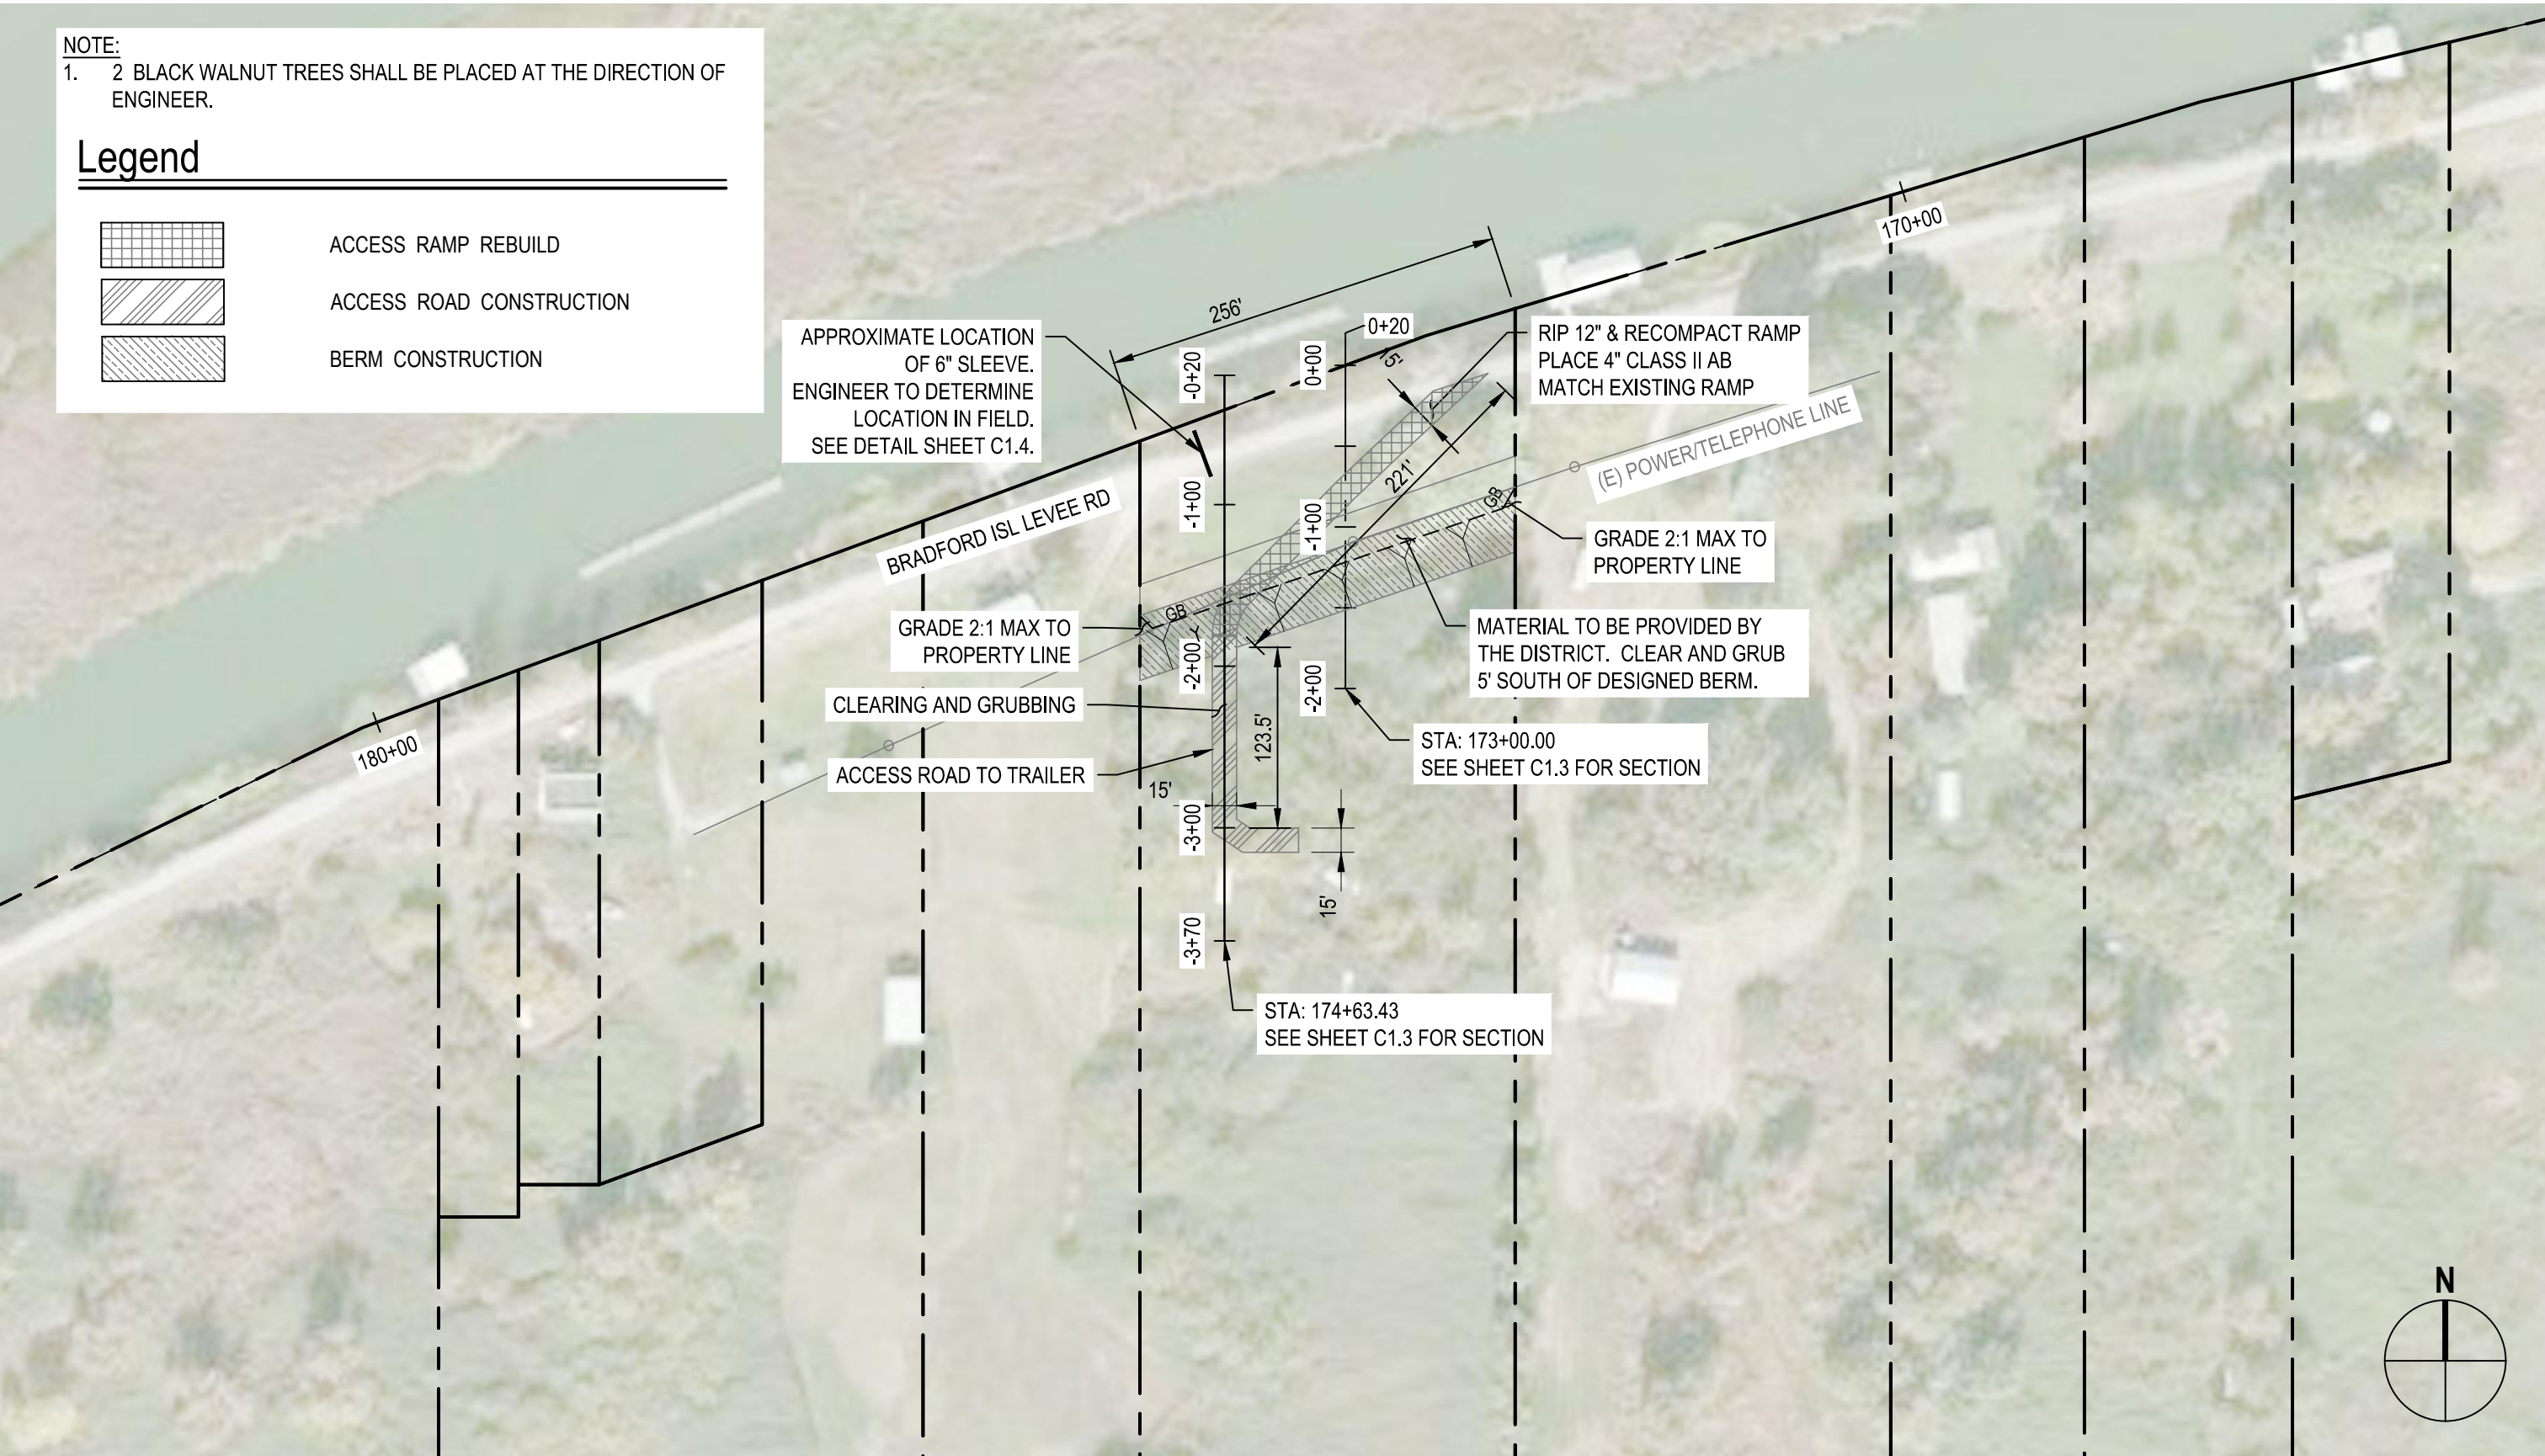 NOTE:
1. 2 BLACK WALNUT TREES SHALL BE PLACED AT THE DIRECTION OF
ENGINEER.
Legend
ACCESS RAMP REBUILD
ACCESS ROAD CONSTRUCTION
BERM CONSTRUCTION
170+00
256'
APPROXIMATE LOCATION
OF 6" SLEEVE.
ENGINEER TO DETERMINE
LOCATION IN FIELD.
SEE DETAIL SHEET C1.4.
-0+20
0+00
0+20
15'
RIP 12" & RECOMPACT RAMP
PLACE 4" CLASS II AB
MATCH EXISTING RAMP
(E) POWER/TELEPHONE LINE
221'
-1+00
-1+00
GB
BRADFORD ISL LEVEE RD
GRADE 2:1 MAX TO
PROPERTY LINE
GB
GRADE 2:1 MAX TO
PROPERTY LINE
MATERIAL TO BE PROVIDED BY
THE DISTRICT. CLEAR AND GRUB
5' SOUTH OF DESIGNED BERM.
-2+00
-2+00
CLEARING AND GRUBBING
123.5'
180+00
STA: 173+00.00
SEE SHEET C1.3 FOR SECTION
ACCESS ROAD TO TRAILER
15'
-3+00
15'
-3+70
STA: 174+63.43
SEE SHEET C1.3 FOR SECTION
N